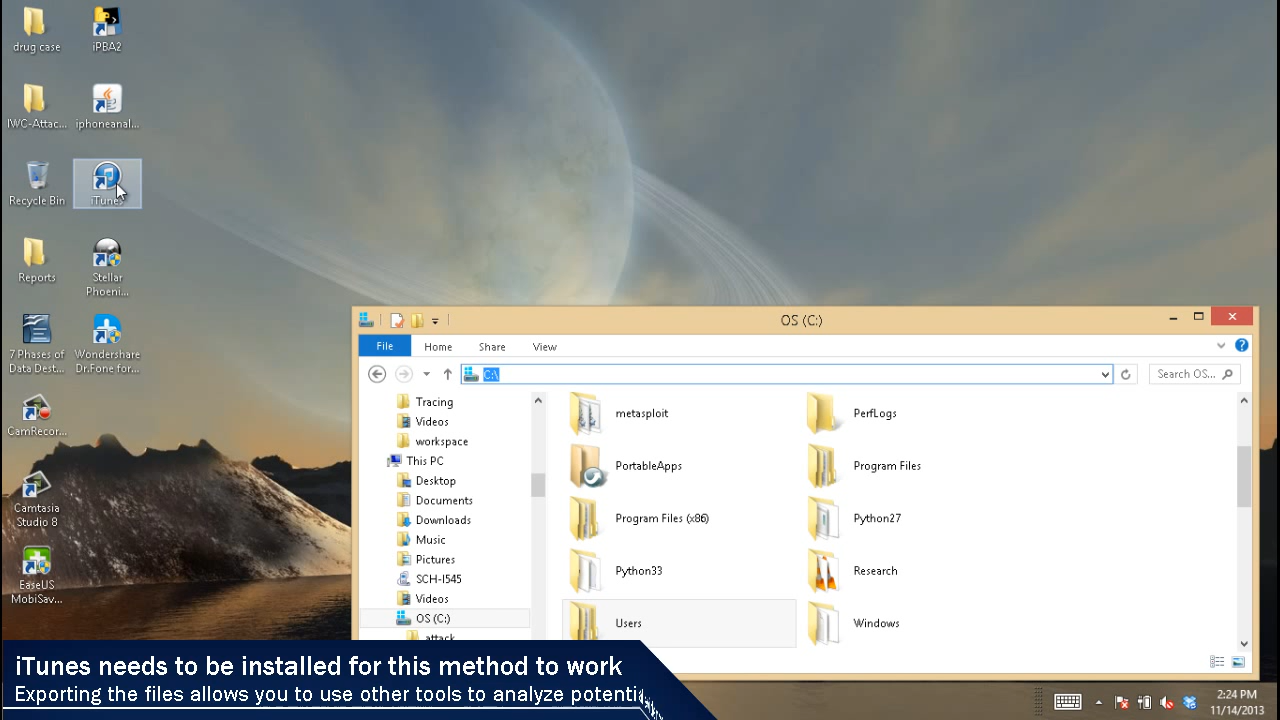 drug case
iPBA2
IWC-Attac...
iphoneanal...
Recycle Bin
iTunes
Reports
Stellar
Phoeni...
7 Phases of
Data Dest...
Wondershare
Dr.Fone for...
CamRecor...
Camtasia
Studio 8
EaseUS
MobiSav...
OS (C:)
File
Home
Share
View
C:\
Search OS...
Tracing
Videos
workspace
This PC
Desktop
Documents
Downloads
Music
Pictures
SCH-I545
Videos
OS (C:)
attack
metasploit
PerfLogs
PortableApps
Program Files
Program Files (x86)
Python27
Python33
Research
Users
Windows
iTunes needs to be installed for this method to work
Exporting the files allows you to use other tools to analyze
2:24 PM
11/14/2013